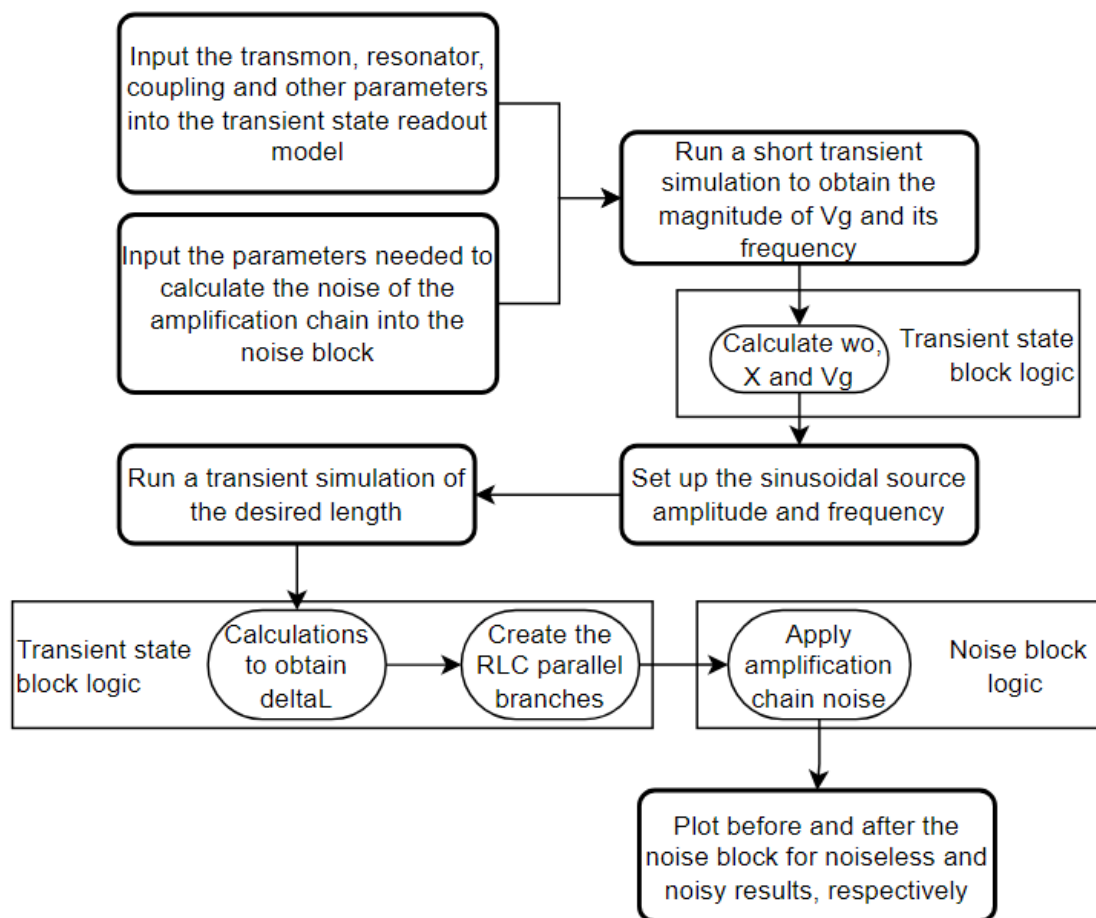 Input the transmon, resonator,
coupling and other parameters
into the transient state readout
model
Input the parameters needed to
calculate the noise of the
amplification chain into the
noise block
Run a short transient
simulation to obtain the
magnitude of Vg and its
frequency
Calculate wo,
X and Vg
Transient state
block logic
Set up the sinusoidal source
amplitude and frequency
Run a transient simulation of
the desired length
Transient state
block logic
Calculations
to obtain
deltaL
Create the
RLC parallel
branches
Apply
amplification
chain noise
Noise block
logic
Plot before and after the
noise block for noiseless and
noisy results, respectively